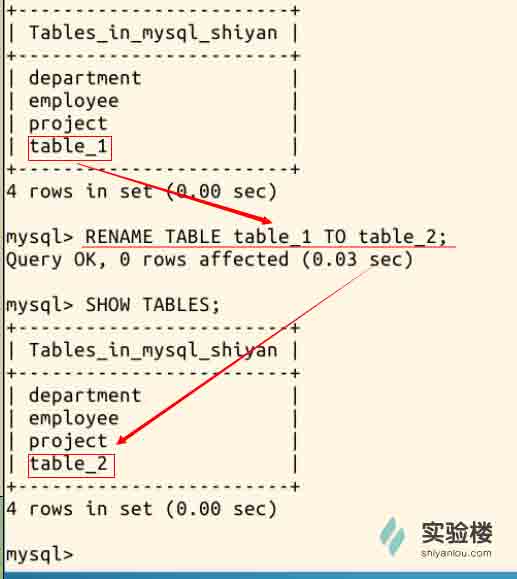 +----------------------------+
| Tables_in_mysql_shiyan |
+----------------------------+
| department |
| employee |
| project |
| table_1 |
+----------------------------+
4 rows in set (0.00 sec)
mysql> RENAME TABLE table_1 TO table_2;
Query OK, 0 rows affected (0.03 sec)
mysql> SHOW TABLES;
+----------------------------+
| Tables_in_mysql_shiyan |
+----------------------------+
| department |
| employee |
| project |
| table_2 |
+----------------------------+
4 rows in set (0.00 sec)
实验楼
shiyanlou.com
mysql>